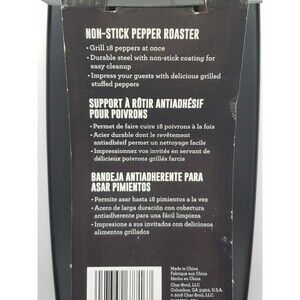 NON-STICK PEPPER ROASTER
• Grill 18 peppers at once
• Durable steel with non-stick coating for
easy cleanup
• Impress your guests with delicious grilled
stuffed peppers
SUPPORT À RÔTIR ANTIADHÉSIF
POUR POIVRONS
• Permet de faire cuire 18 poivrons à la fois
• Acier durable dont le revêtement
antiadhésif permet un nettoyage facile
• Impressionnez vos invités en servant de
délicieux poivrons grillés farcis
BANDEJA ANTIADHERENTE PARA
ASAR PIMIENTOS
• Permite asar hasta 18 pimientos a la vez
• Acero de larga duración con cobertura
antiadherente para una fácil limpieza
• Impresione a sus invitados con deliciosos
alimentos grillados
Made in China
Fabriqué aux Chine
Hecho en China
Char-Broil, LLC
Columbus, GA 31902, U.S.A.
© 2016 Char-Broil, LLC